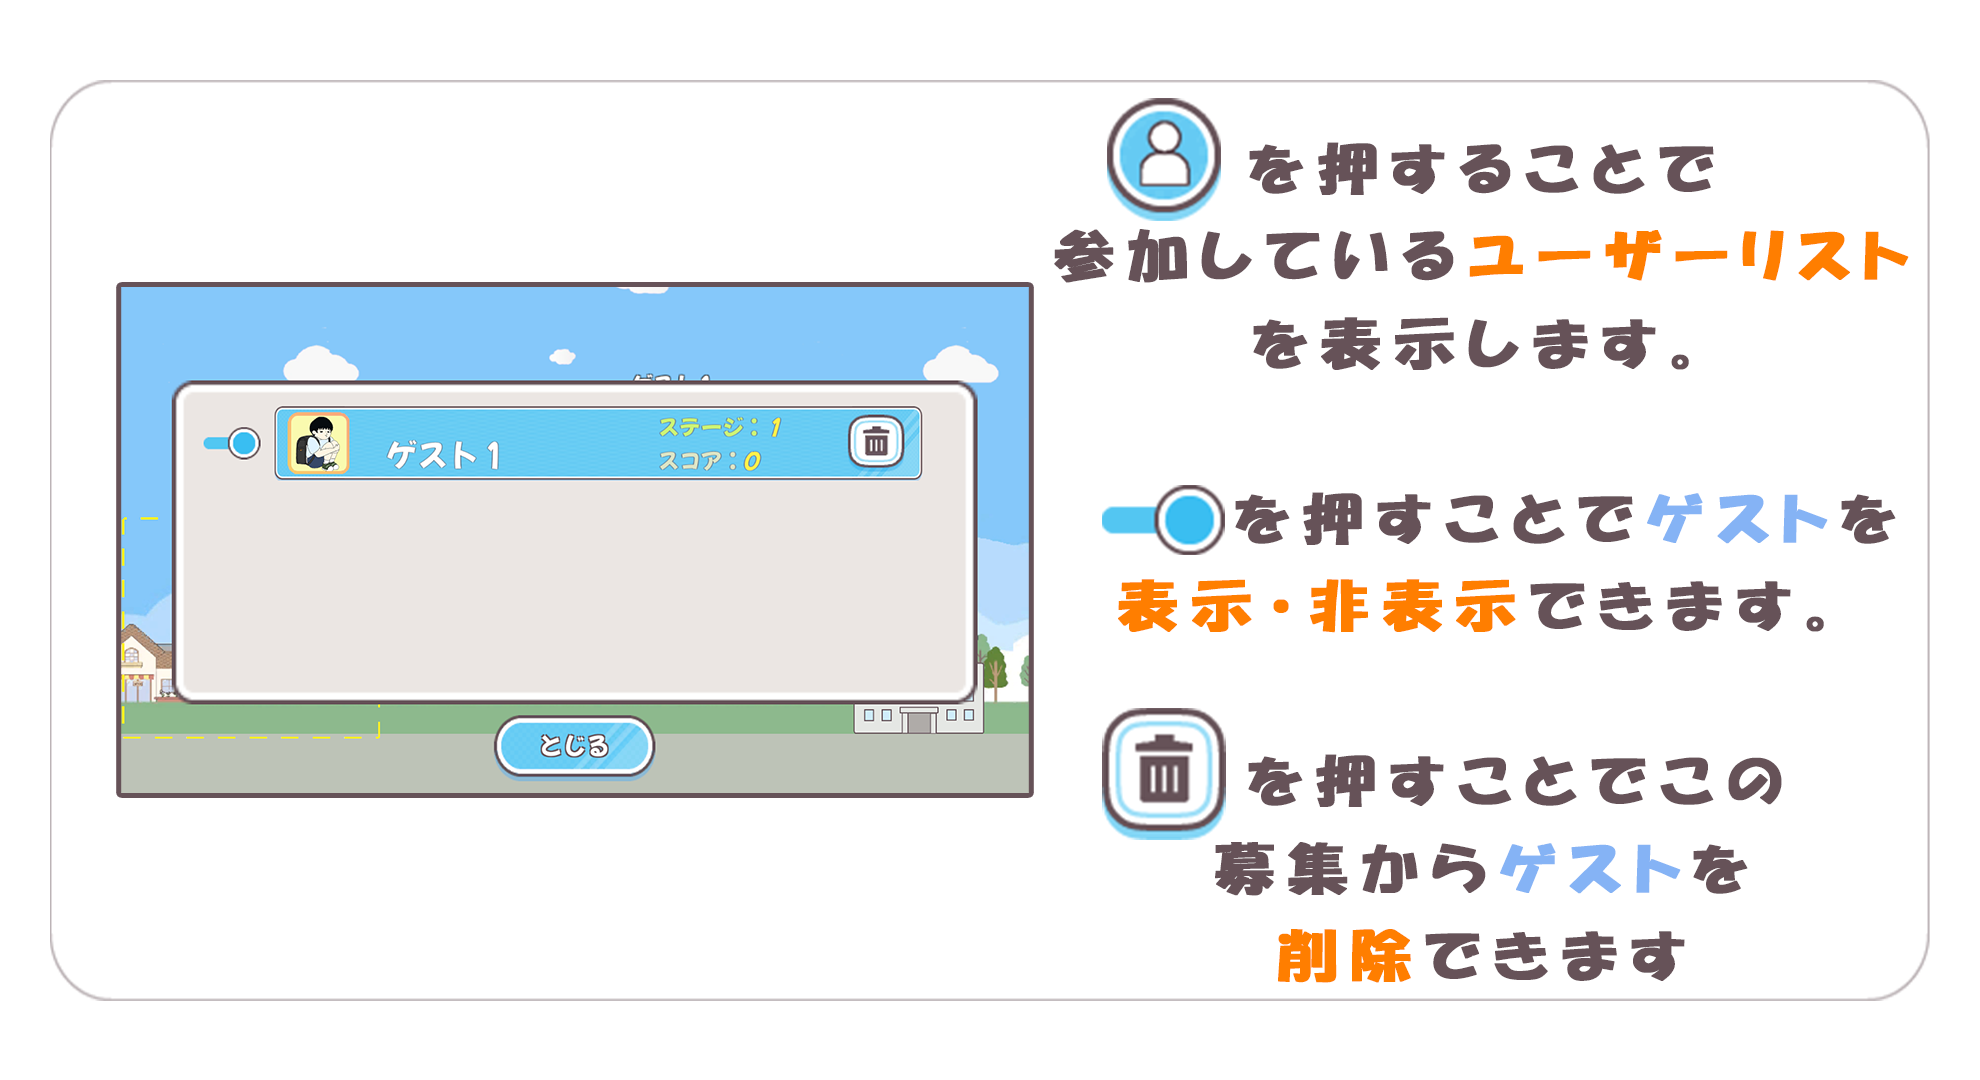 を押することで
参加しているユーザーリスト
を表示します。
ゲスト1
ゲスト1
ステージ:1
スコア:0
とじる
を押すことでゲストを
表示・非表示できます。
を押すことでこの
募集からゲストを
削除できます